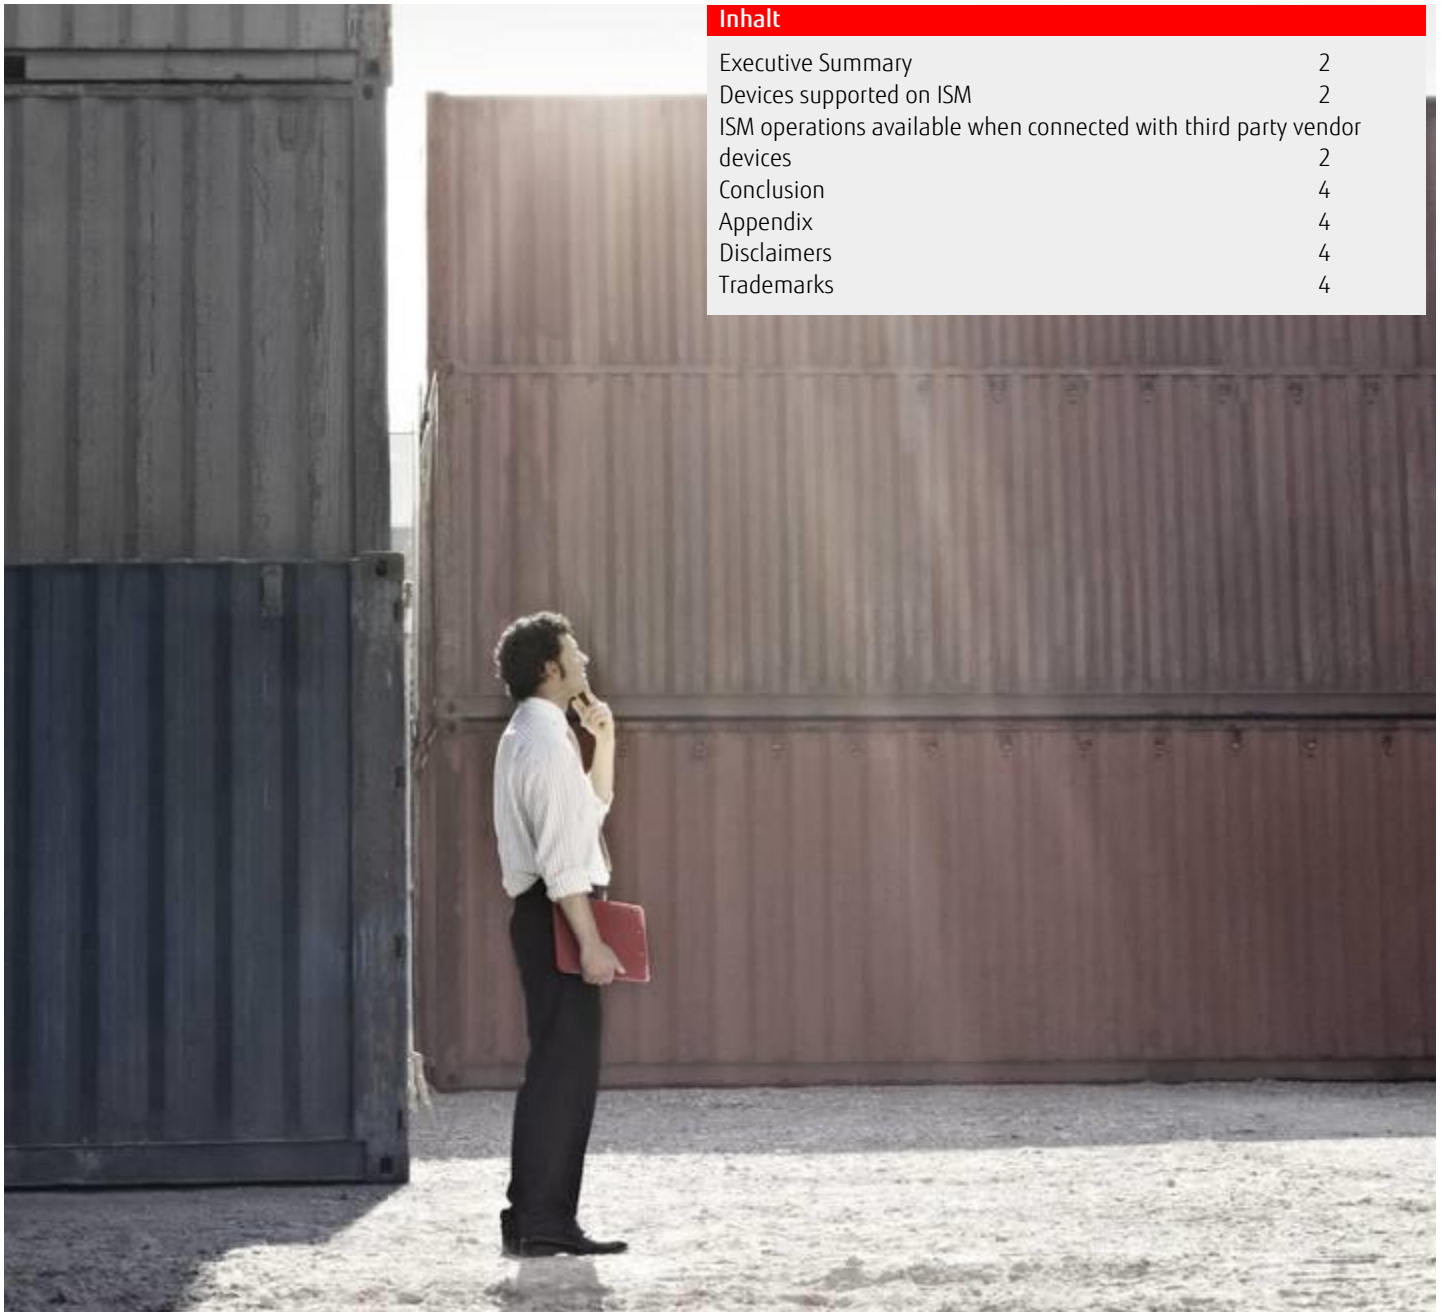 Inhalt
Executive Summary 2
Devices supported on ISM 2
ISM operations available when connected with third party vendor
devices 2
Conclusion 4
Appendix 4
Disclaimers 4
Trademarks 4